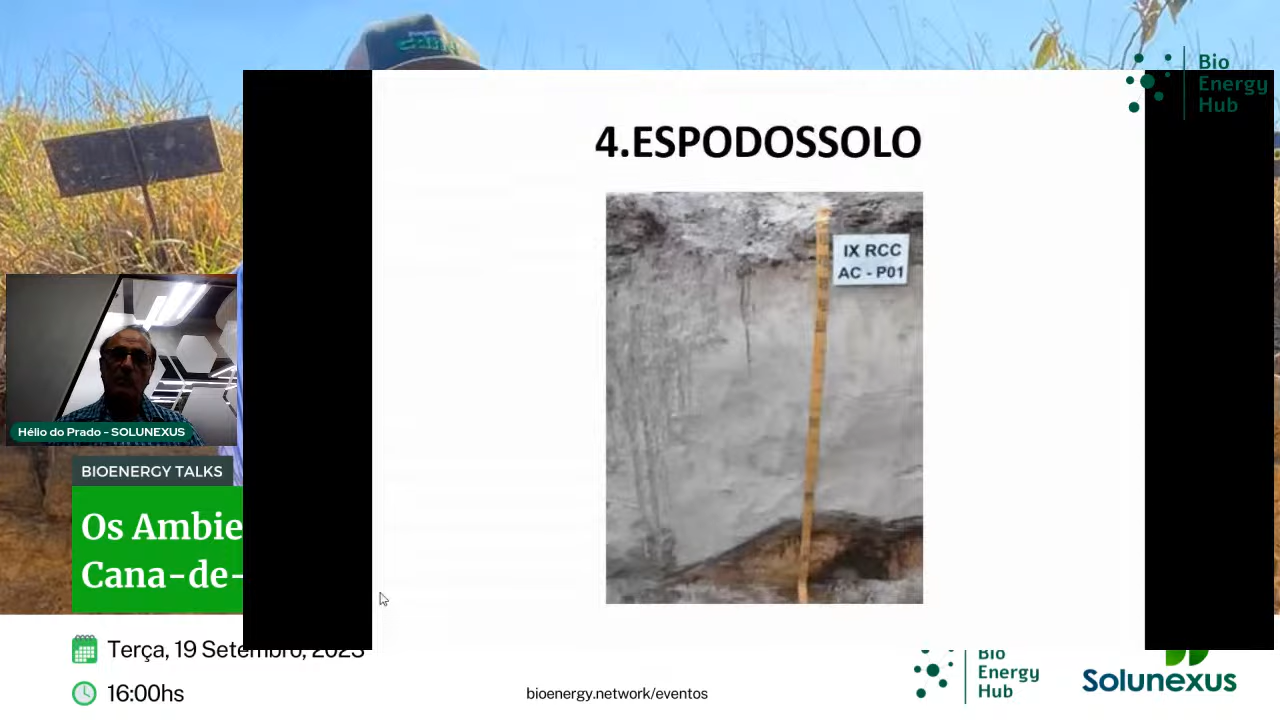 Bio
Energy
Hub
4.ESPODOSSOLO
IX RCC
AC - P01
Hélio do Prado - SOLUNEXUS
BIOENERGY TALKS
Os Ambie
Cana-de-
Terça, 19 Setembro, 2023
16:00hs
bioenergy.network/eventos
Bio
Energy
Hub
Solunexus